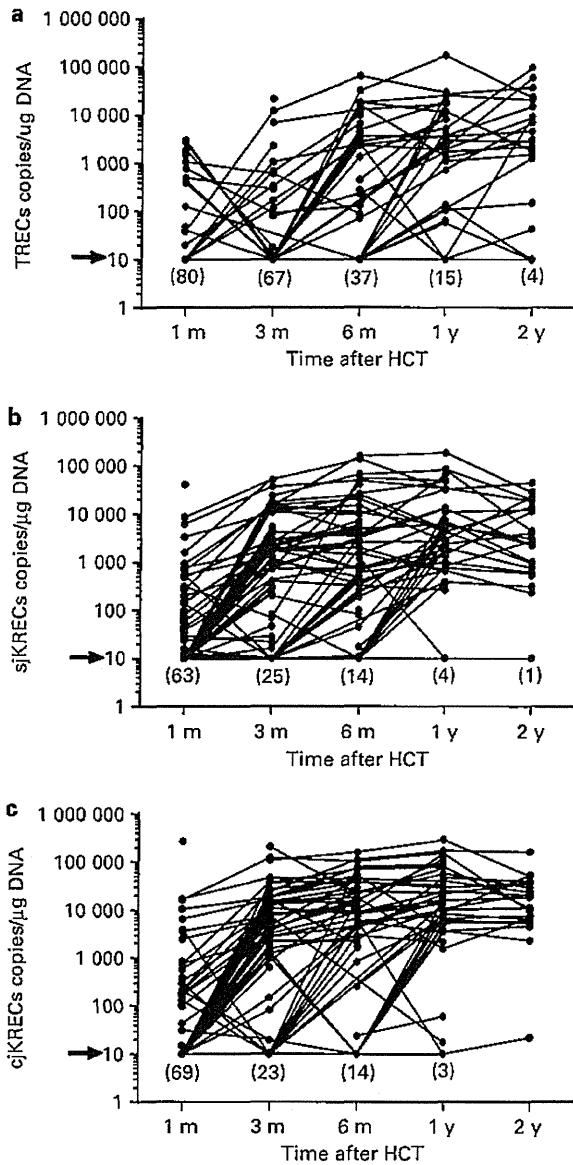 a
TRECs copies/ug DNA
1 000 000
100 000
10 000
1 000
100
10
1
(80) (67) (37) (15) (4)
1 m 3 m 6 m 1 y 2 y
Time after HCT
b
sjKRECs copies/μg DNA
1 000 000
100 000
10 000
1 000
100
10
1
(63) (25) (14) (4) (1)
1 m 3 m 6 m 1 y 2 y
Time after HCT
c
cjKRECs copies/μg DNA
1 000 000
100 000
10 000
1 000
100
10
1
(69) (23) (14) (3)
1 m 3 m 6 m 1 y 2 y
Time after HCT